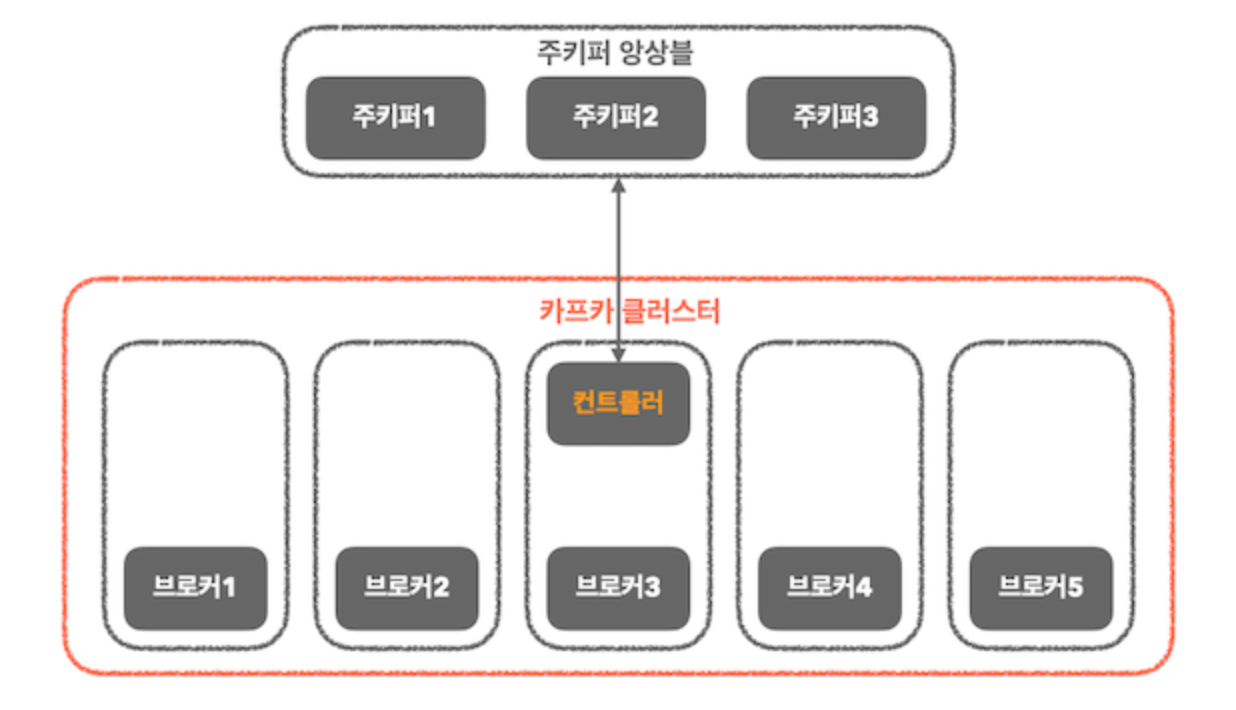 주키퍼 앙상블
주키퍼1
주키퍼2
주키퍼3
카프카 클러스터
컨트롤러
브로커1
브로커2
브로커3
브로커4
브로커5